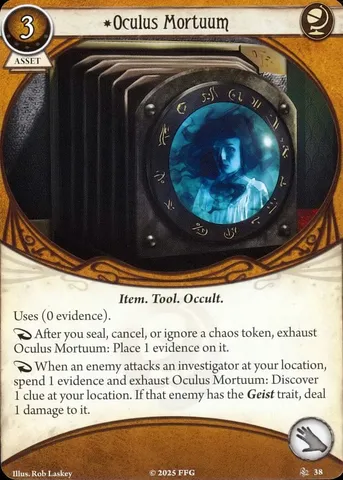 3
*Oculus Mortuum
ASSET
Item. Tool. Occult.
Uses (0 evidence).
After you seal, cancel, or ignore a chaos token, exhaust
Oculus Mortuum: Place 1 evidence on it.
When an enemy attacks an investigator at your location,
spend 1 evidence and exhaust Oculus Mortuum: Discover
1 clue at your location. If that enemy has the Geist trait, deal
1 damage to it.
Illus. Rob Laskey
© 2025 FFG
38